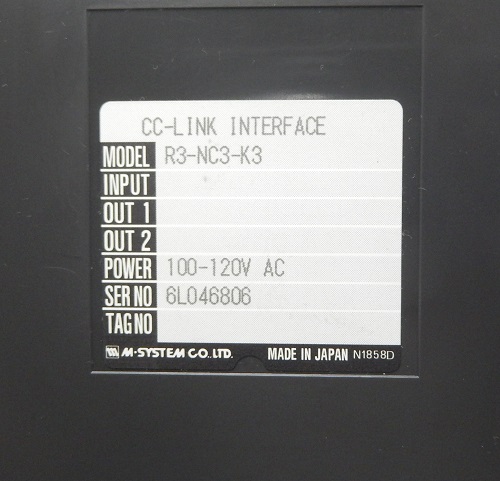 CC-LINK INTERFACE
MODEL R3-NC3-K3
INPUT
OUT 1
OUT 2
POWER 100-120V AC
SER NO 6L046806
TAG NO
M-SYSTEM CO.,LTD. MADE IN JAPAN N1858D